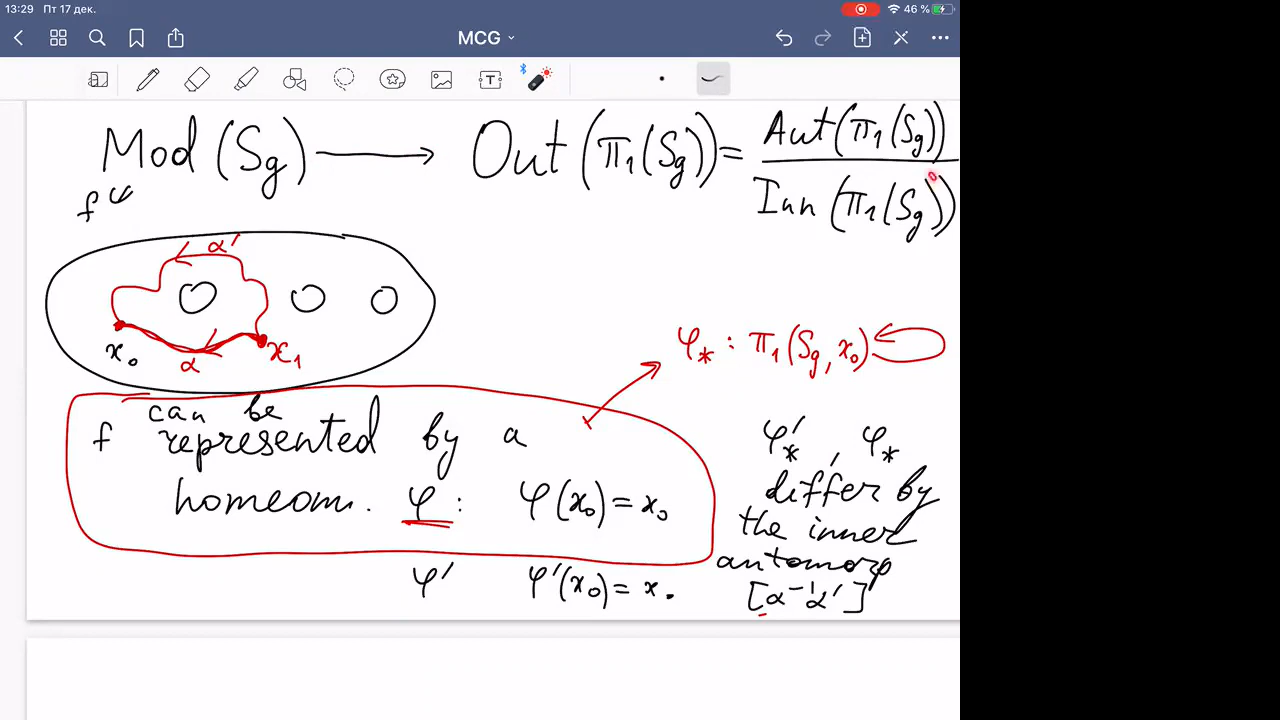 13:29 Пт 17 дек.
46 %
MCG
T
Mod(Sg) → Out(π₁(Sg)) = Aut(π₁(Sg)) / Inn(π₁(Sg))
f
α'
x₀
α
x₁
φ* : π₁(Sg, x₀)
f can be represented by a
homeom. φ : φ(x₀) = x₀
φ' φ'(x₀) = x.
φ'*, φ*
differ by
the inner
automorp
[α⁻¹α']